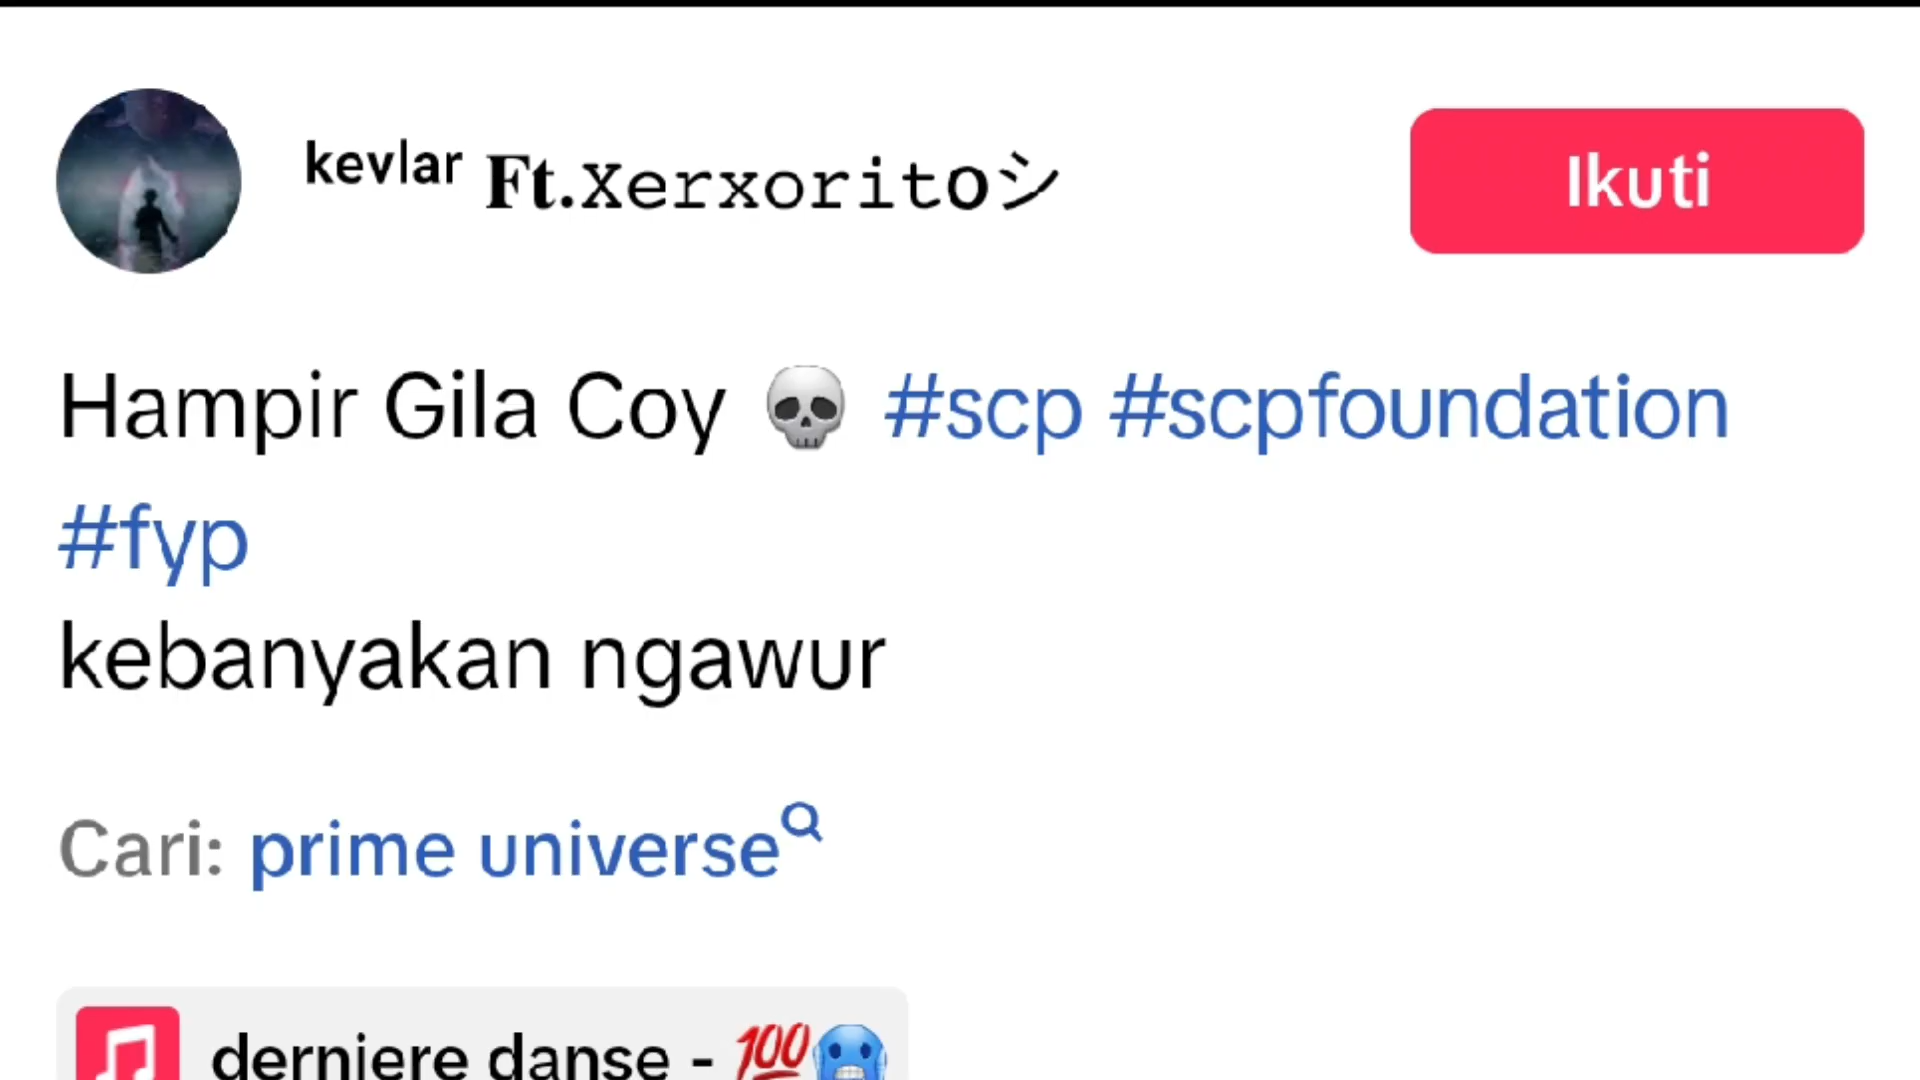 kevlar Ft.Xerxoritoシ
Ikuti
Hampir Gila Coy 💀 #scp #scpfoundation
#fyp
kebanyakan ngawur
Cari: prime universe
derniere danse - 💯🥶